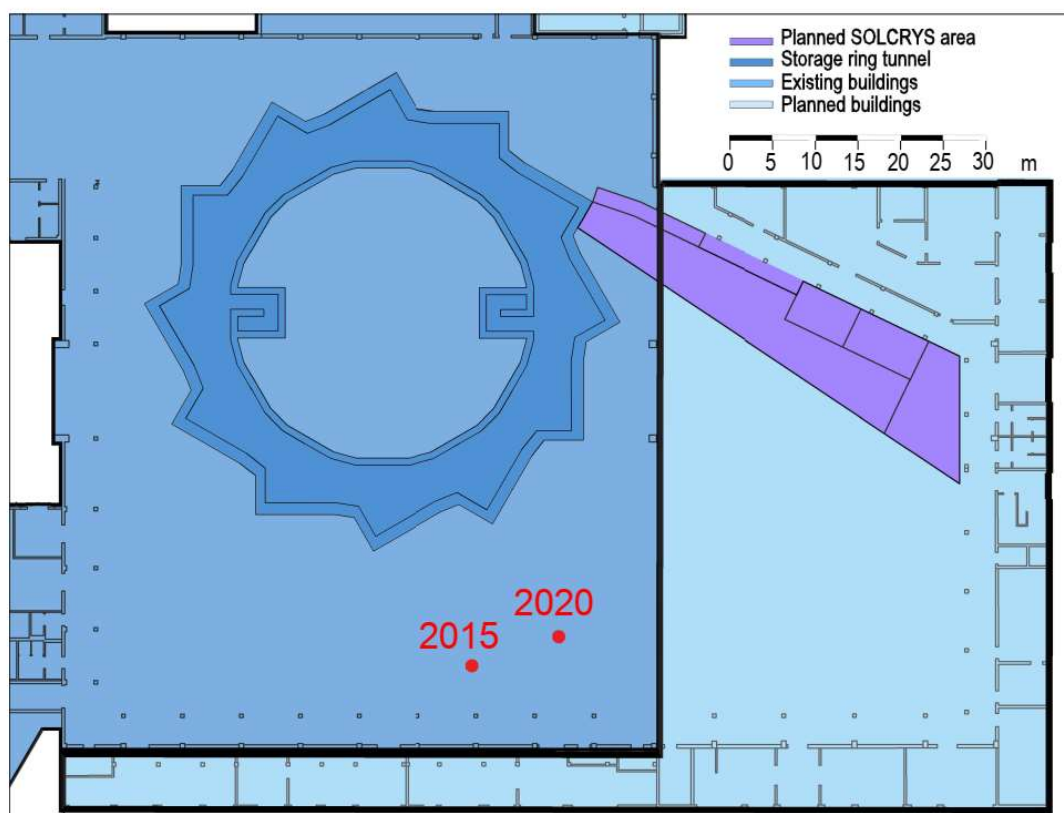 Planned SOLCRYS area
Storage ring tunnel
Existing buildings
Planned buildings
0 5 10 15 20 25 30 m
2020
2015